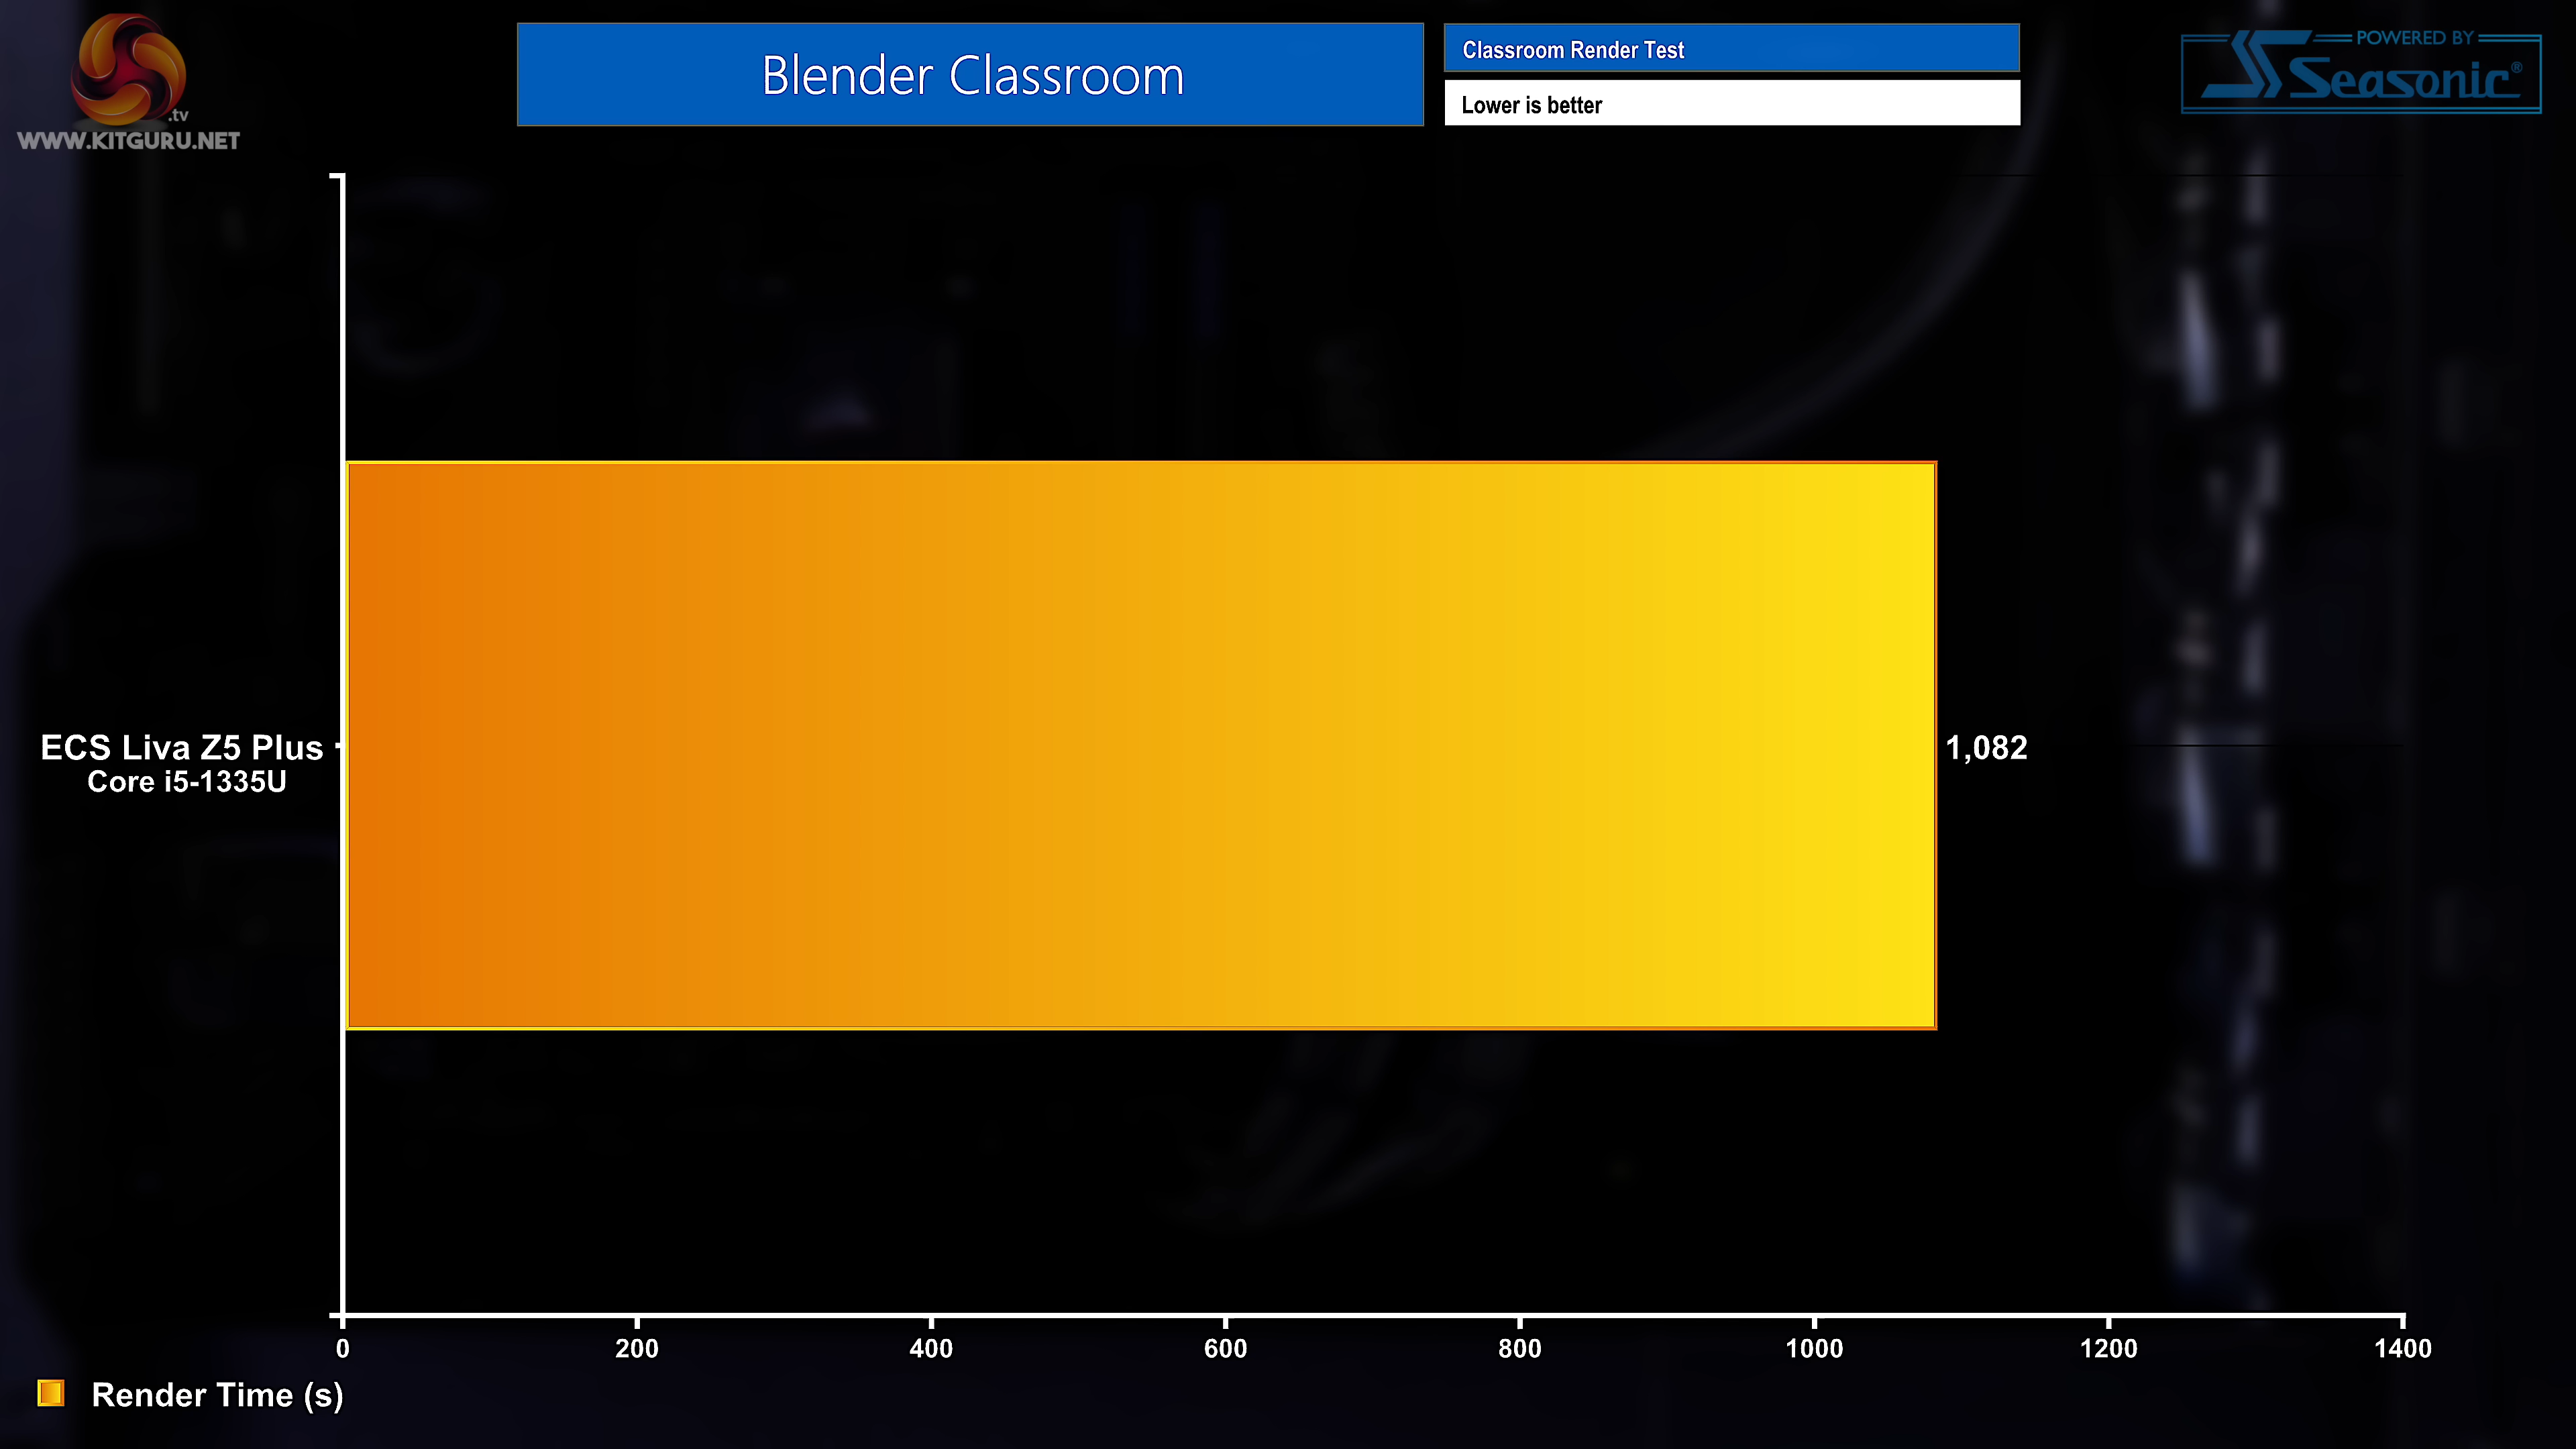 .tv
WWW.KITGURU.NET
Blender Classroom
Classroom Render Test
Lower is better
POWERED BY
Seasonic®
ECS Liva Z5 Plus
Core i5-1335U
1,082
0 200 400 600 800 1000 1200 1400
Render Time (s)